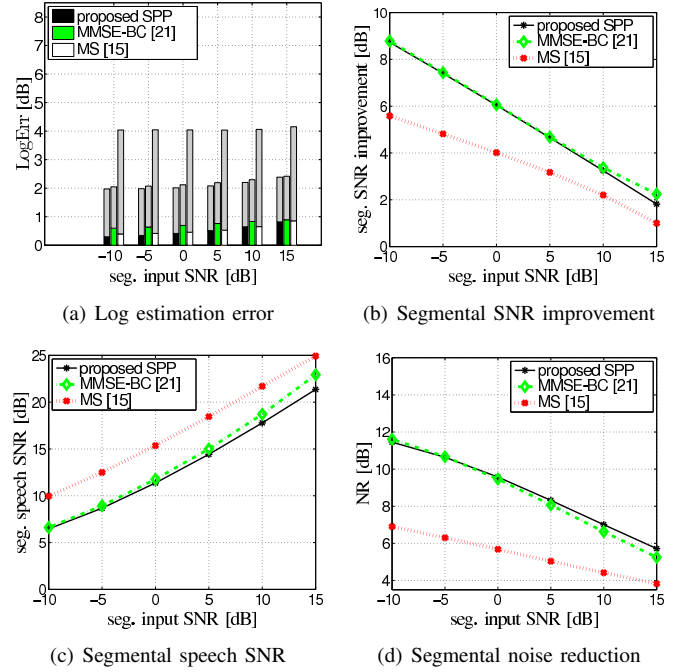 proposed SPP
MMSE-BC [21]
MS [15]
8
7
6
5
4
3
2
1
0
LogErr [dB]
−10 −5 0 5 10 15
seg. input SNR [dB]
(a) Log estimation error
proposed SPP
MMSE-BC [21]
MS [15]
10
8
6
4
2
0
seg. SNR improvement [dB]
−10 −5 0 5 10 15
seg. input SNR [dB]
(b) Segmental SNR improvement
proposed SPP
MMSE-BC [21]
MS [15]
25
20
15
10
5
0
seg. speech SNR [dB]
−10 −5 0 5 10 15
seg. input SNR [dB]
(c) Segmental speech SNR
proposed SPP
MMSE-BC [21]
MS [15]
16
14
12
10
8
6
4
NR [dB]
−10 −5 0 5 10 15
seg. input SNR [dB]
(d) Segmental noise reduction